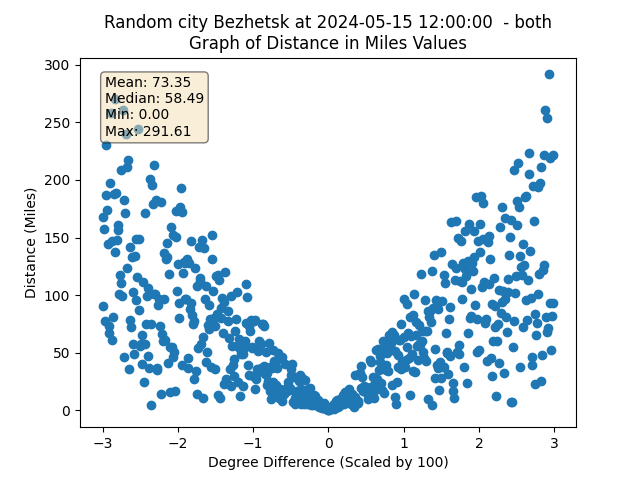 Random city Bezhetsk at 2024-05-15 12:00:00  - both
Graph of Distance in Miles Values
Mean: 73.35
Median: 58.49
Min: 0.00
Max: 291.61
Distance (Miles)
300
250
200
150
100
50
0
−3
−2
−1
0
1
2
3
Degree Difference (Scaled by 100)